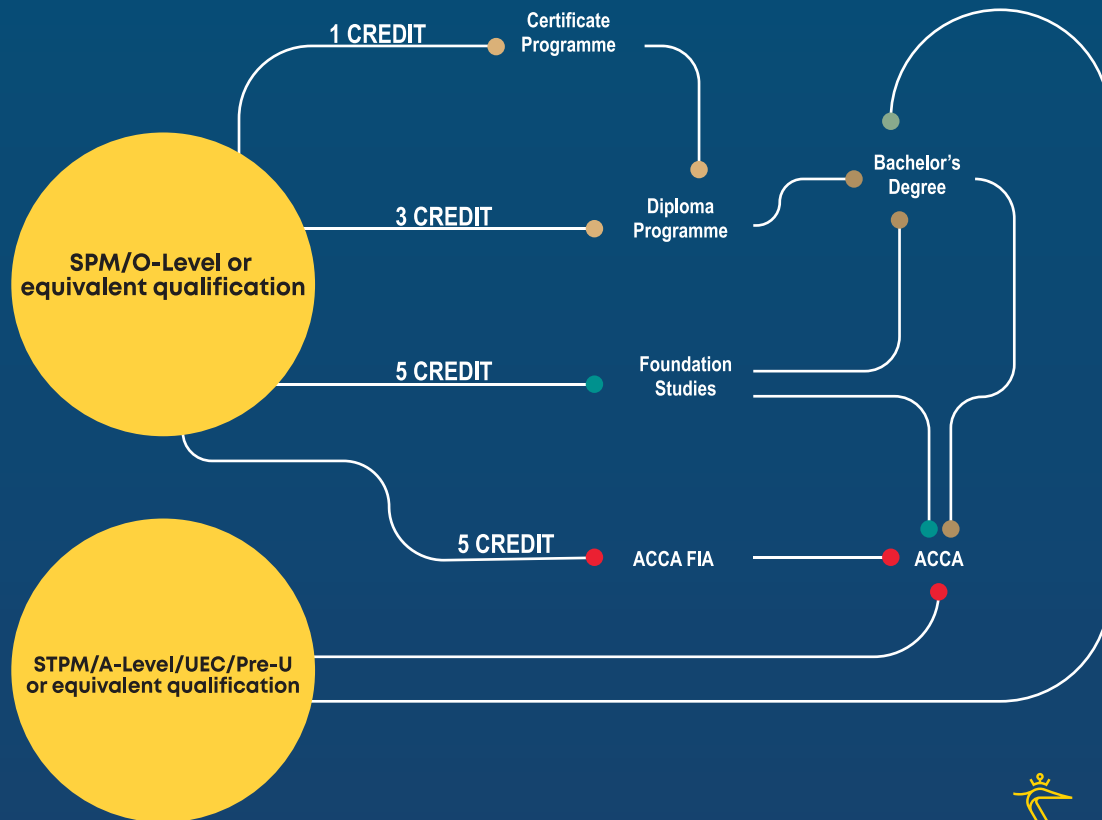 1 CREDIT
Certificate
Programme
Bachelor's
Degree
3 CREDIT
Diploma
Programme
SPM/O-Level or
equivalent qualification
5 CREDIT
Foundation
Studies
5 CREDIT
ACCA FIA
ACCA
STPM/A-Level/UEC/Pre-U
or equivalent qualification